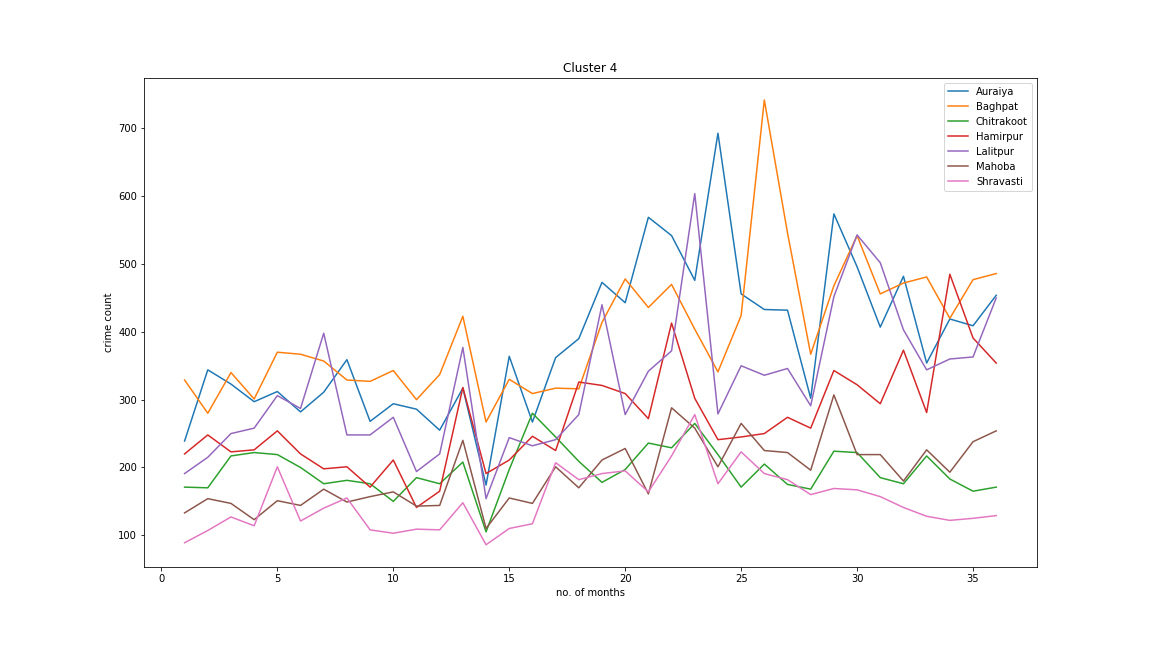 Cluster 4
Auraiya
Baghpat
Chitrakoot
Hamirpur
Lalitpur
Mahoba
Shravasti
700
600
500
400
300
200
100
crime count
0 5 10 15 20 25 30 35
no. of months